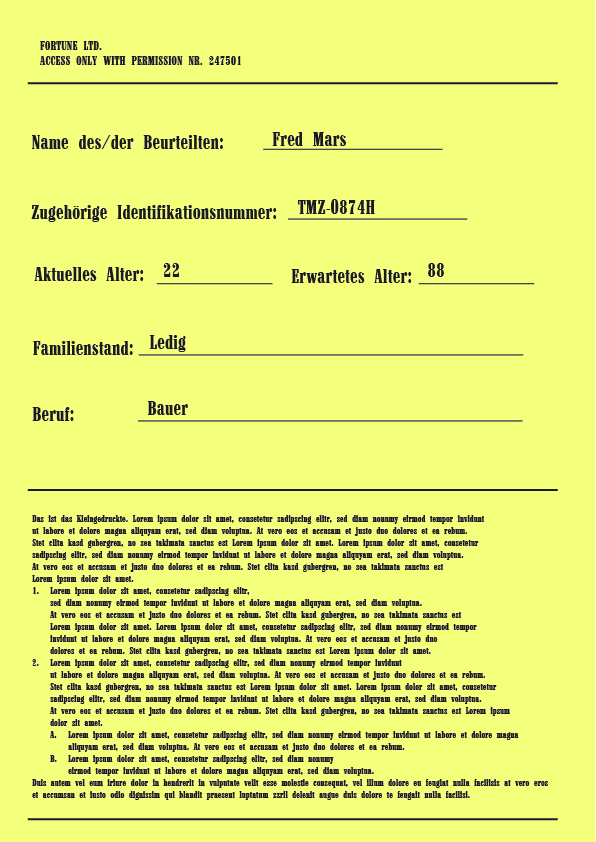 FORTUNE LTD.
ACCESS ONLY WITH PERMISSION NR. 247501
Name des/der Beurteilten: Fred Mars
Zugehörige Identifikationsnummer: TMZ-0874H
Aktuelles Alter: 22 Erwartetes Alter: 88
Familienstand: Ledig
Beruf: Bauer
Das ist das Kleingedruckte. Lorem ipsum dolor sit amet, consetetur sadipscing elitr, sed diam nonumy eirmod tempor invidunt
ut labore et dolore magna aliquyam erat, sed diam voluptua. At vero eos et accusam et justo duo dolores et ea rebum.
Stet clita kasd gubergren, no sea takimata sanctus est Lorem ipsum dolor sit amet. Lorem ipsum dolor sit amet, consetetur
sadipscing elitr, sed diam nonumy eirmod tempor invidunt ut labore et dolore magna aliquyam erat, sed diam voluptua.
At vero eos et accusam et justo duo dolores et ea rebum. Stet clita kasd gubergren, no sea takimata sanctus est
Lorem ipsum dolor sit amet.
1. Lorem ipsum dolor sit amet, consetetur sadipscing elitr,
sed diam nonumy eirmod tempor invidunt ut labore et dolore magna aliquyam erat, sed diam voluptua.
At vero eos et accusam et justo duo dolores et ea rebum. Stet clita kasd gubergren, no sea takimata sanctus est
Lorem ipsum dolor sit amet. Lorem ipsum dolor sit amet, consetetur sadipscing elitr, sed diam nonumy eirmod tempor
invidunt ut labore et dolore magna aliquyam erat, sed diam voluptua. At vero eos et accusam et justo duo
dolores et ea rebum. Stet clita kasd gubergren, no sea takimata sanctus est Lorem ipsum dolor sit amet.
2. Lorem ipsum dolor sit amet, consetetur sadipscing elitr, sed diam nonumy eirmod tempor invidunt
ut labore et dolore magna aliquyam erat, sed diam voluptua. At vero eos et accusam et justo duo dolores et ea rebum.
Stet clita kasd gubergren, no sea takimata sanctus est Lorem ipsum dolor sit amet. Lorem ipsum dolor sit amet, consetetur
sadipscing elitr, sed diam nonumy eirmod tempor invidunt ut labore et dolore magna aliquyam erat, sed diam voluptua.
At vero eos et accusam et justo duo dolores et ea rebum. Stet clita kasd gubergren, no sea takimata sanctus est Lorem ipsum
dolor sit amet.
A. Lorem ipsum dolor sit amet, consetetur sadipscing elitr, sed diam nonumy eirmod tempor invidunt ut labore et dolore magna
aliquyam erat, sed diam voluptua. At vero eos et accusam et justo duo dolores et ea rebum.
B. Lorem ipsum dolor sit amet, consetetur sadipscing elitr, sed diam nonumy
eirmod tempor invidunt ut labore et dolore magna aliquyam erat, sed diam voluptua.
Duis autem vel eum iriure dolor in hendrerit in vulputate velit esse molestie consequat, vel illum dolore eu feugiat nulla facilisis at vero eros
et accumsan et iusto odio dignissim qui blandit praesent luptatum zzril delenit augue duis dolore te feugait nulla facilisi.